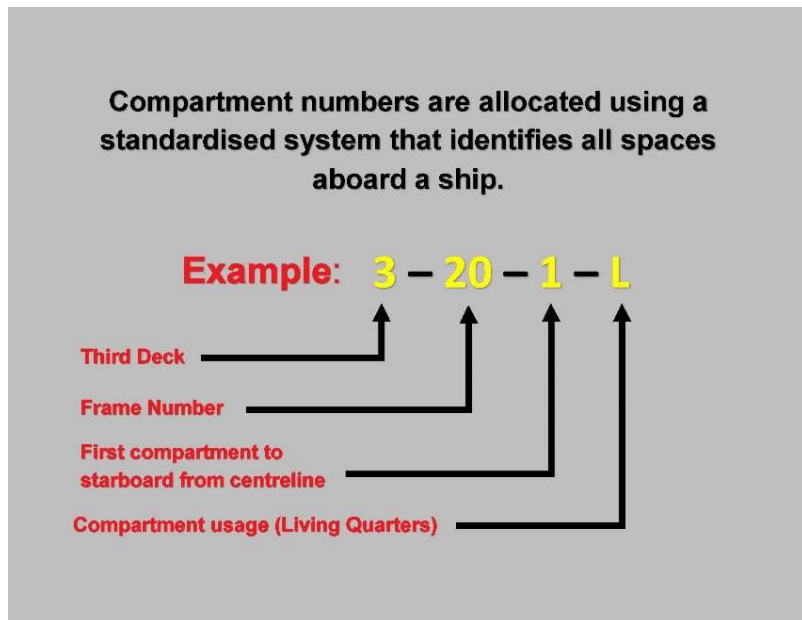 Compartment numbers are allocated using a
standardised system that identifies all spaces
aboard a ship.
Example: 3 – 20 – 1 – L
Third Deck
Frame Number
First compartment to
starboard from centreline
Compartment usage (Living Quarters)